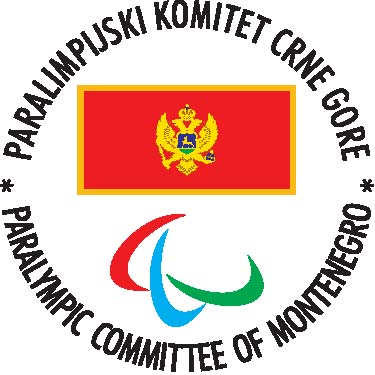 * PARALIMPIJSKI KOMITET CRNE GORE *
PARALYMPIC COMMITTEE OF MONTENEGRO